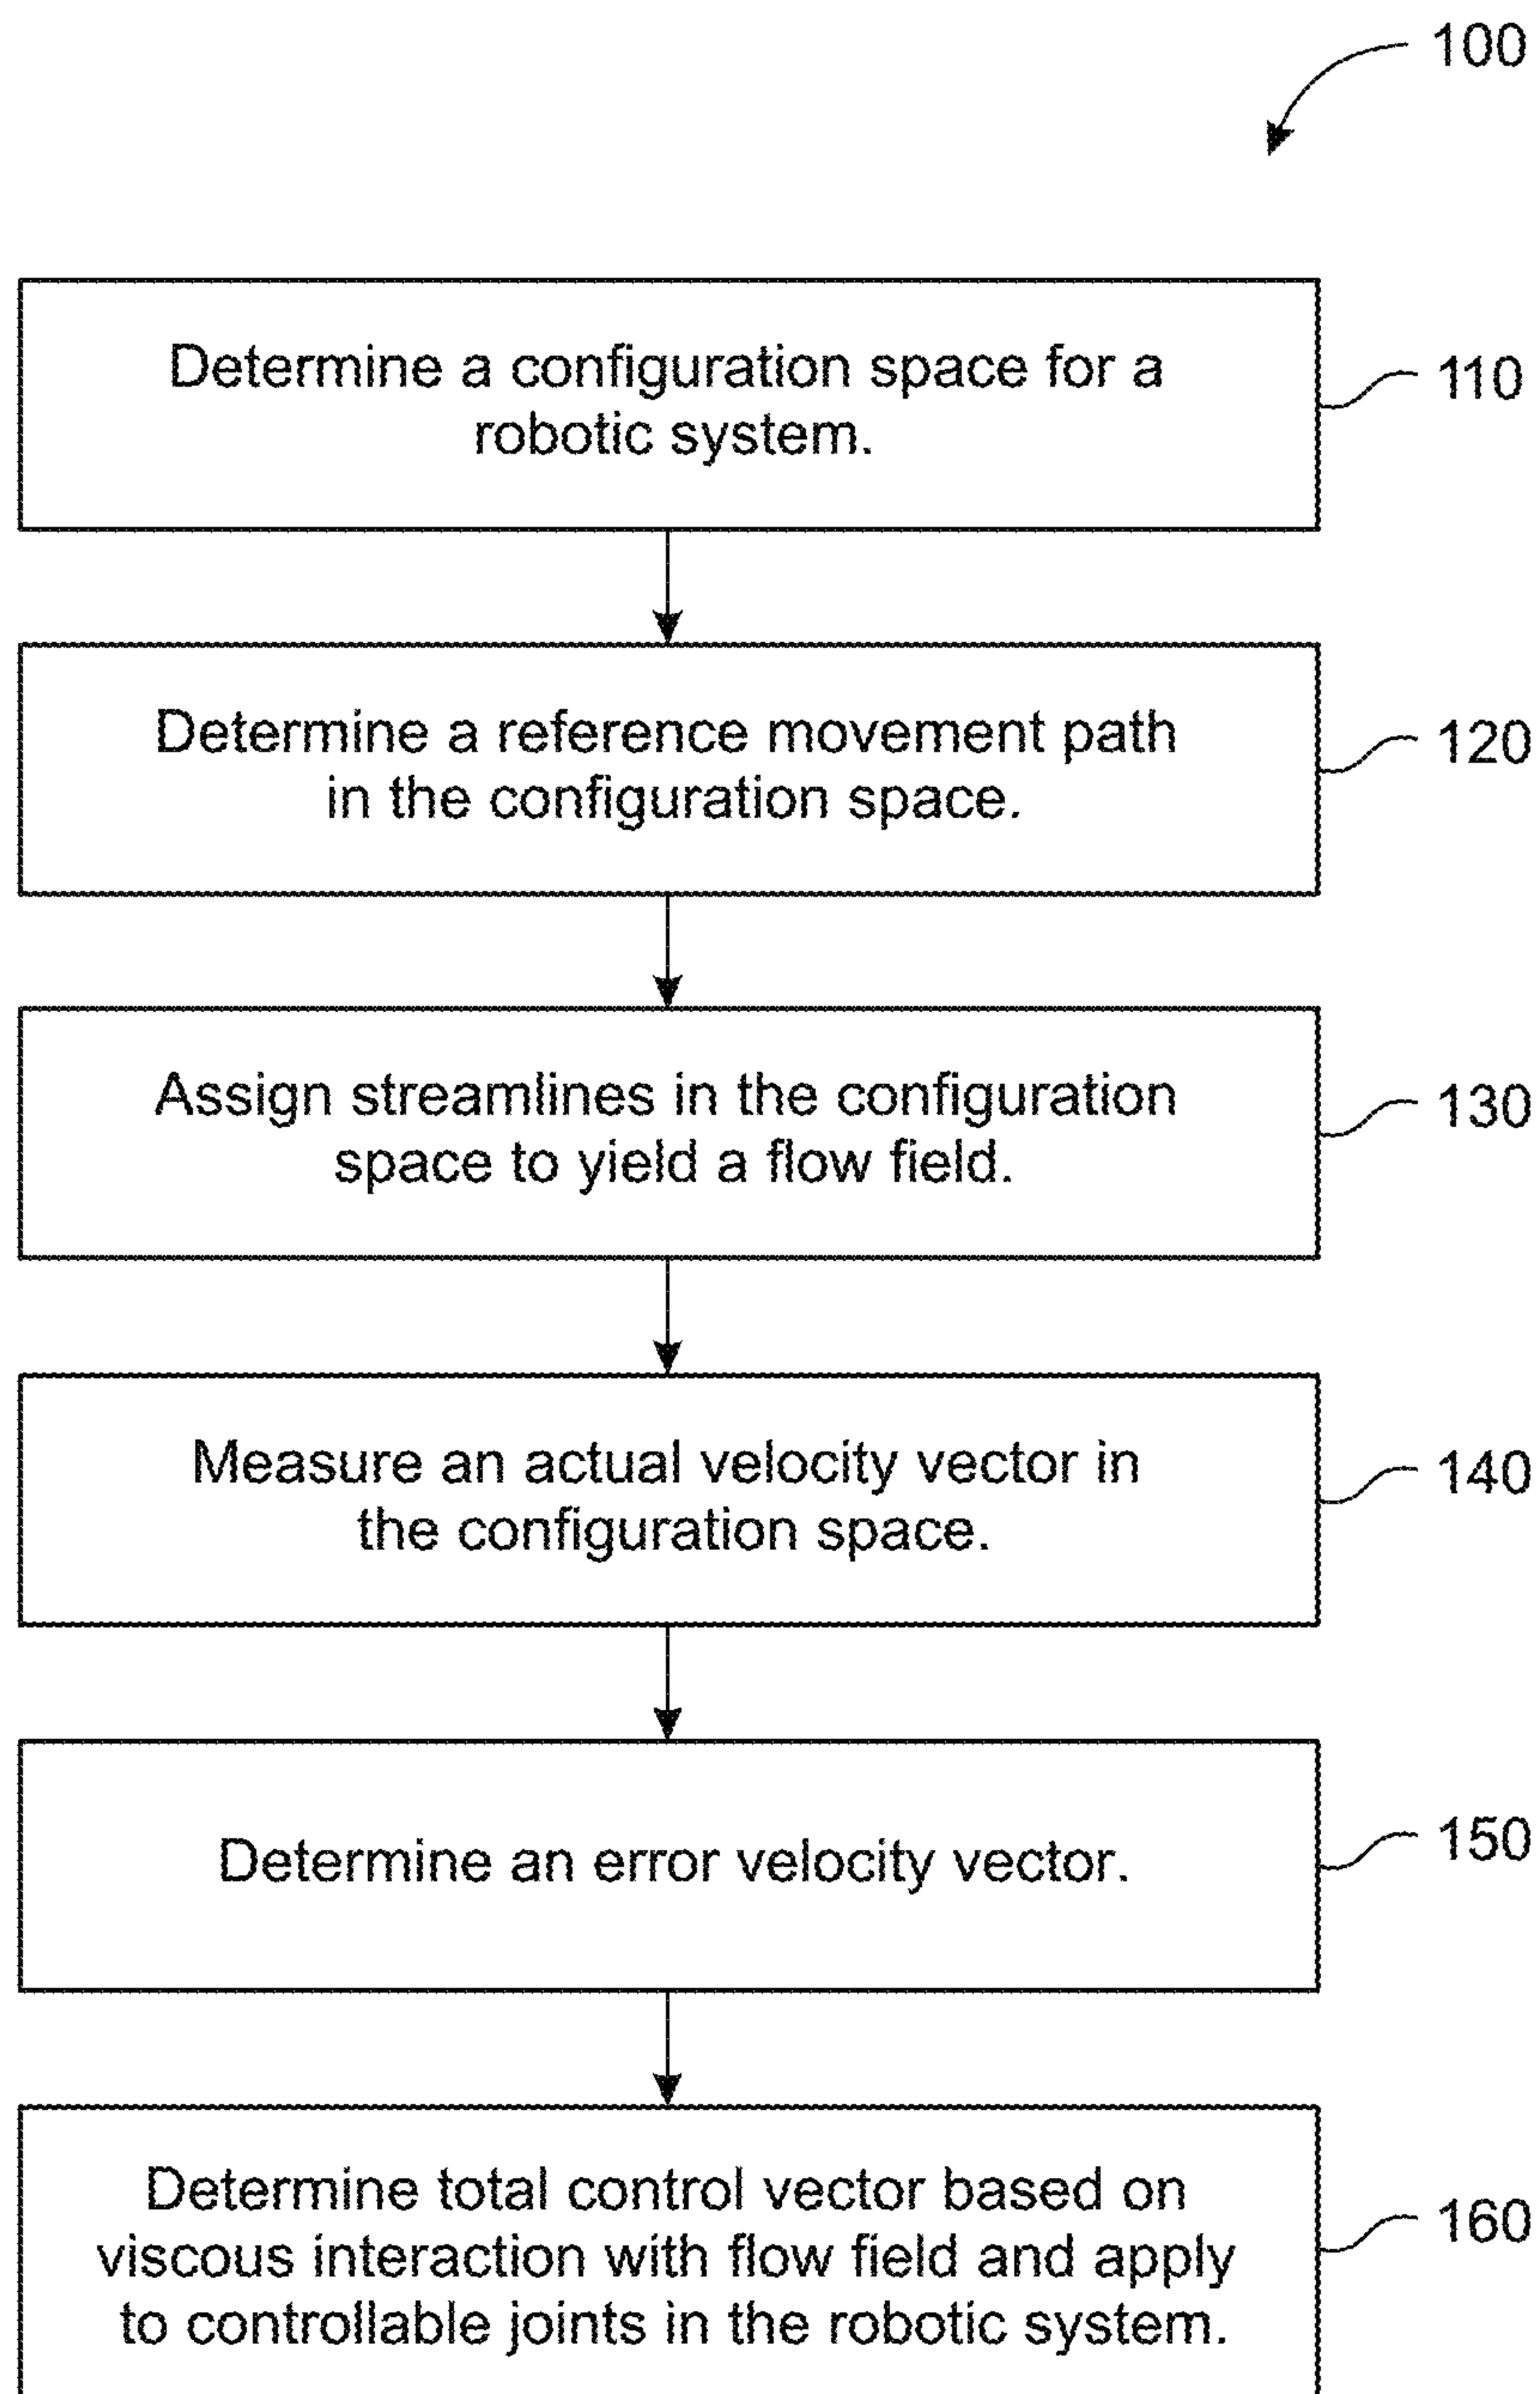 100
Determine a configuration space for a
robotic system.
110
Determine a reference movement path
in the configuration space.
120
Assign streamlines in the configuration
space to yield a flow field.
130
Measure an actual velocity vector in
the configuration space.
140
Determine an error velocity vector.
150
Determine total control vector based on
viscous interaction with flow field and apply
to controllable joints in the robotic system.
160